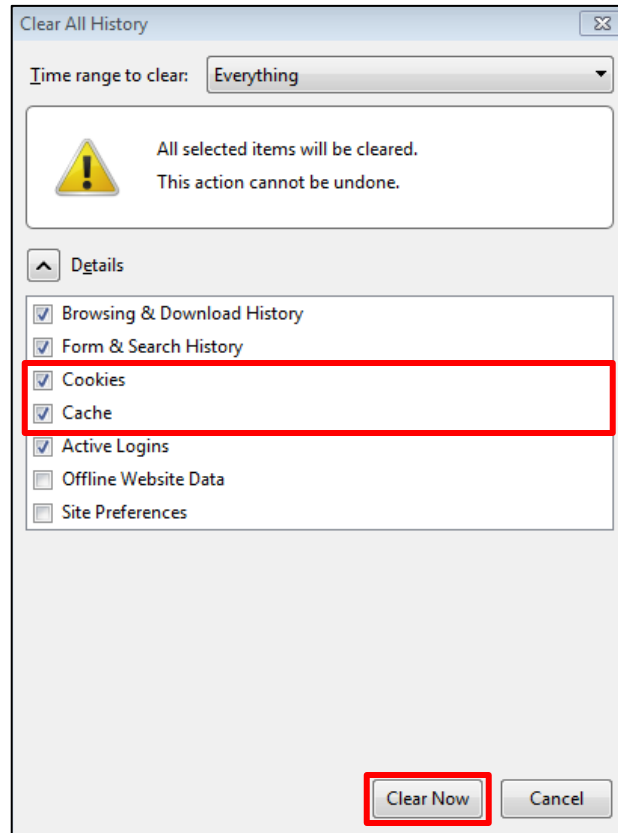 Clear All History
Time range to clear: Everything
All selected items will be cleared.
This action cannot be undone.
Details
Browsing & Download History
Form & Search History
Cookies
Cache
Active Logins
Offline Website Data
Site Preferences
Clear Now Cancel